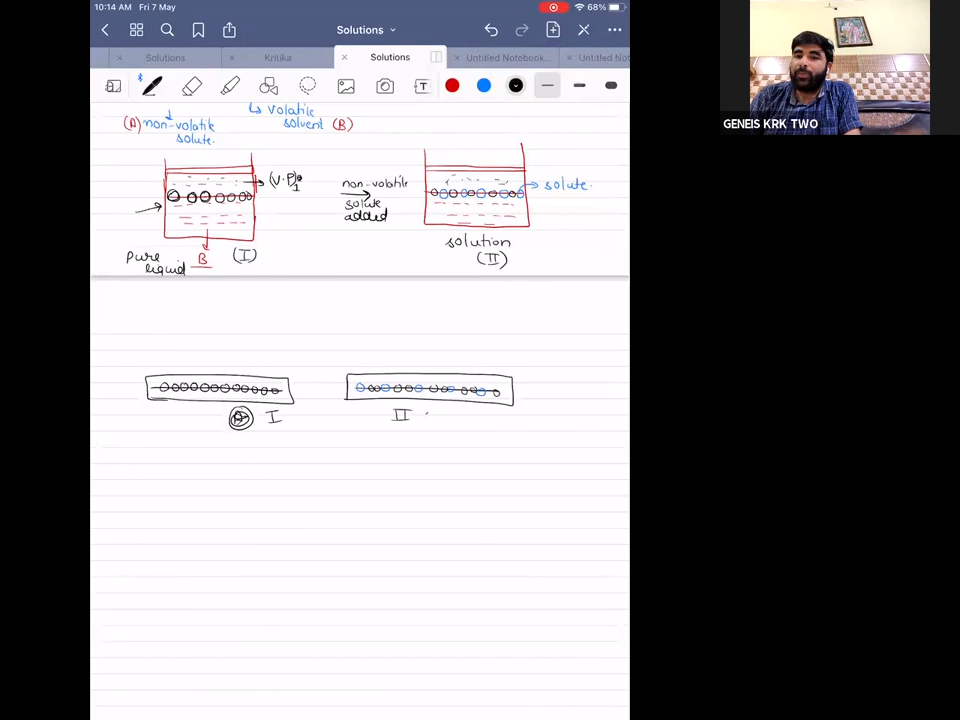 10:14 AM Fri 7 May
68%
Solutions
Solutions
Kritika
Solutions
Untitled Notebook...
Untitled No
T
GENEIS KRK TWO
(A) non-volatile
solute.
↳ volatile
solvent (B)
(V.P)
1
non-volatile
solute
added
solute.
Pure
liquid
B
(I)
solution
(II)
I
II